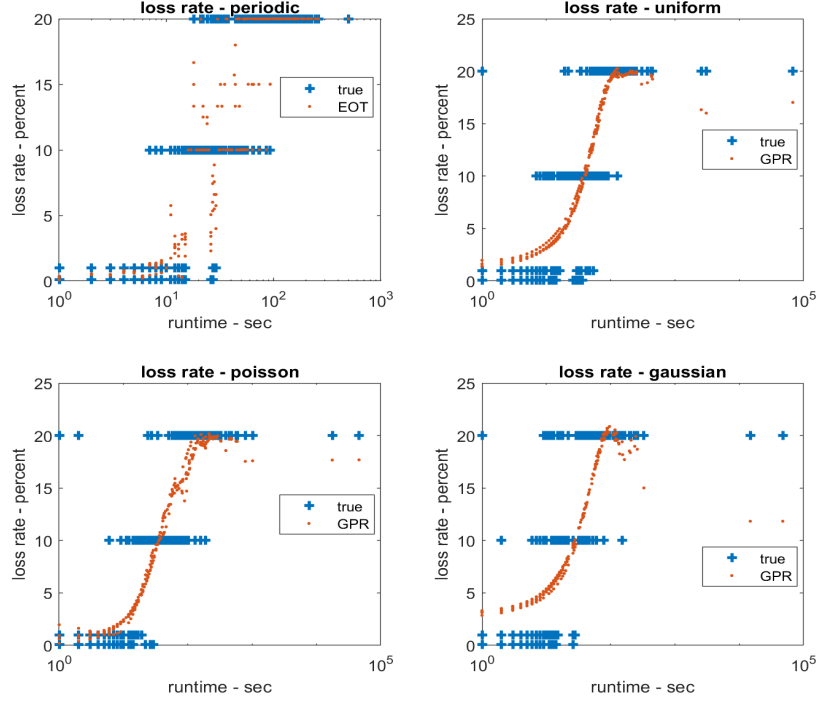 loss rate - periodic
20
15
10
5
0
loss rate - percent
true
EOT
10^0
10^1
10^2
10^3
runtime - sec
loss rate - uniform
25
20
15
10
5
0
loss rate - percent
true
GPR
10^0
10^5
runtime - sec
loss rate - poisson
25
20
15
10
5
0
loss rate - percent
true
GPR
10^0
10^5
runtime - sec
loss rate - gaussian
25
20
15
10
5
0
loss rate - percent
true
GPR
10^0
10^5
runtime - sec